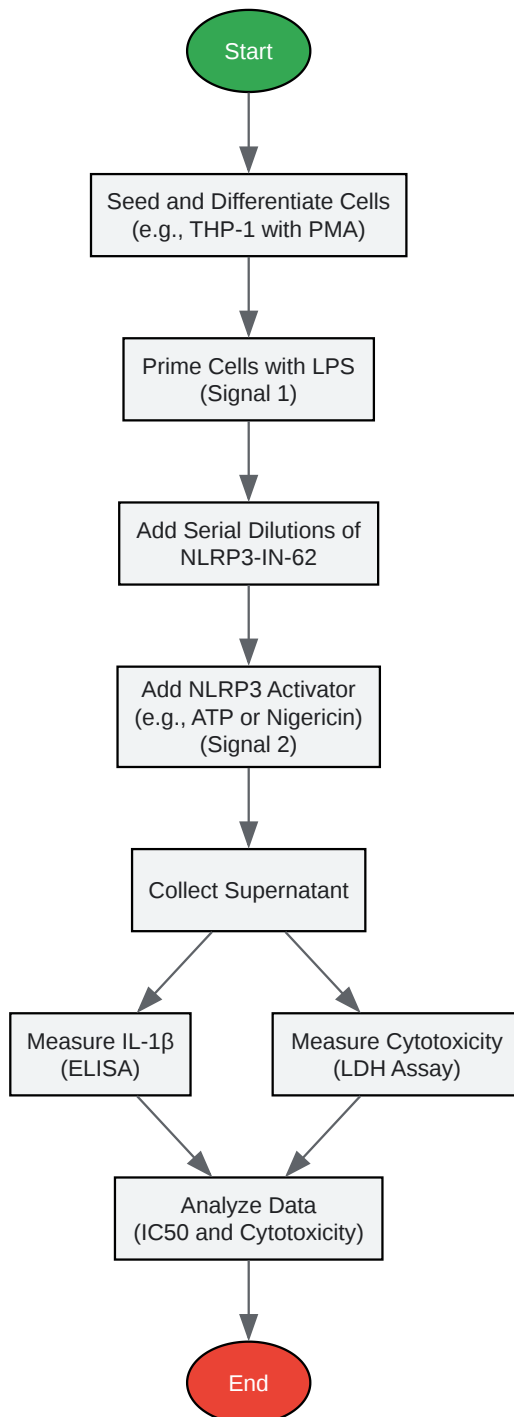 Start
Seed and Differentiate Cells
(e.g., THP-1 with PMA)
Prime Cells with LPS
(Signal 1)
Add Serial Dilutions of
NLRP3-IN-62
Add NLRP3 Activator
(e.g., ATP or Nigericin)
(Signal 2)
Collect Supernatant
Measure IL-1β
(ELISA)
Measure Cytotoxicity
(LDH Assay)
Analyze Data
(IC50 and Cytotoxicity)
End